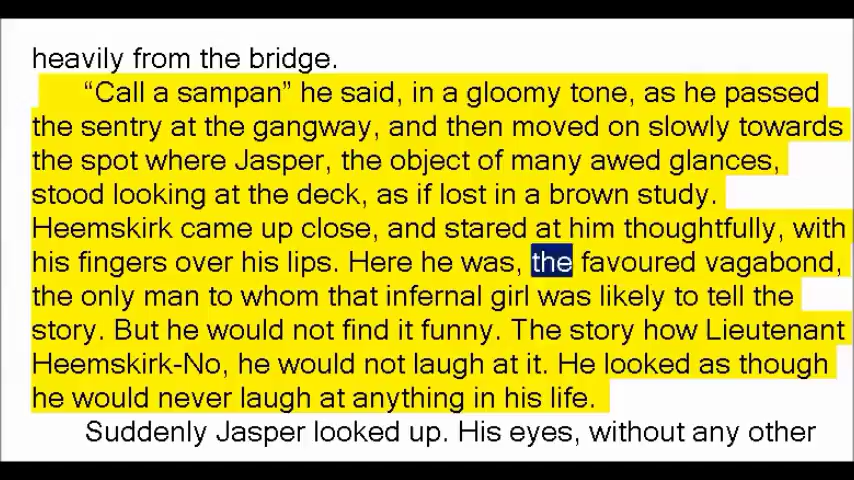 heavily from the bridge.
“Call a sampan” he said, in a gloomy tone, as he passed
the sentry at the gangway, and then moved on slowly towards
the spot where Jasper, the object of many awed glances,
stood looking at the deck, as if lost in a brown study.
Heemskirk came up close, and stared at him thoughtfully, with
his fingers over his lips. Here he was, the favoured vagabond,
the only man to whom that infernal girl was likely to tell the
story. But he would not find it funny. The story how Lieutenant
Heemskirk-No, he would not laugh at it. He looked as though
he would never laugh at anything in his life.
Suddenly Jasper looked up. His eyes, without any other